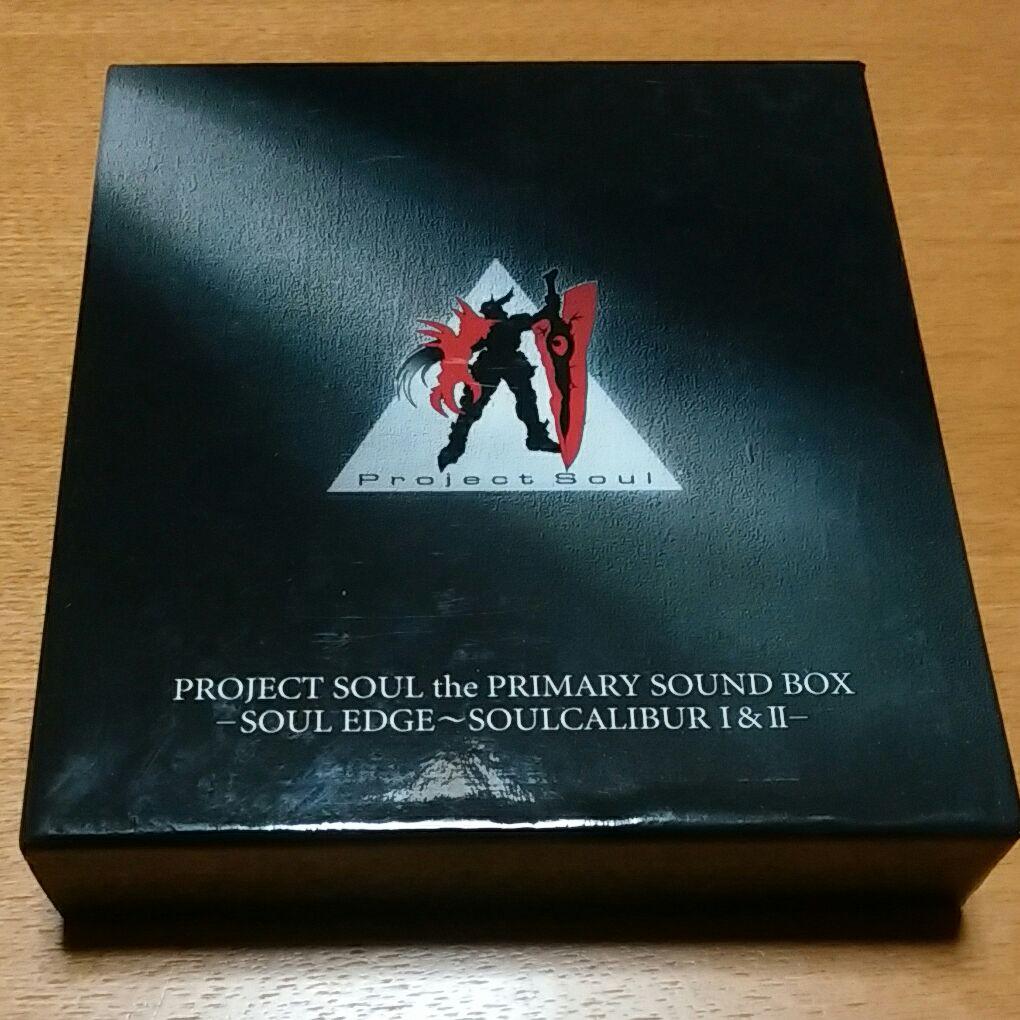 Project Soul
PROJECT SOUL the PRIMARY SOUND BOX
−SOUL EDGE～SOULCALIBUR I & II−